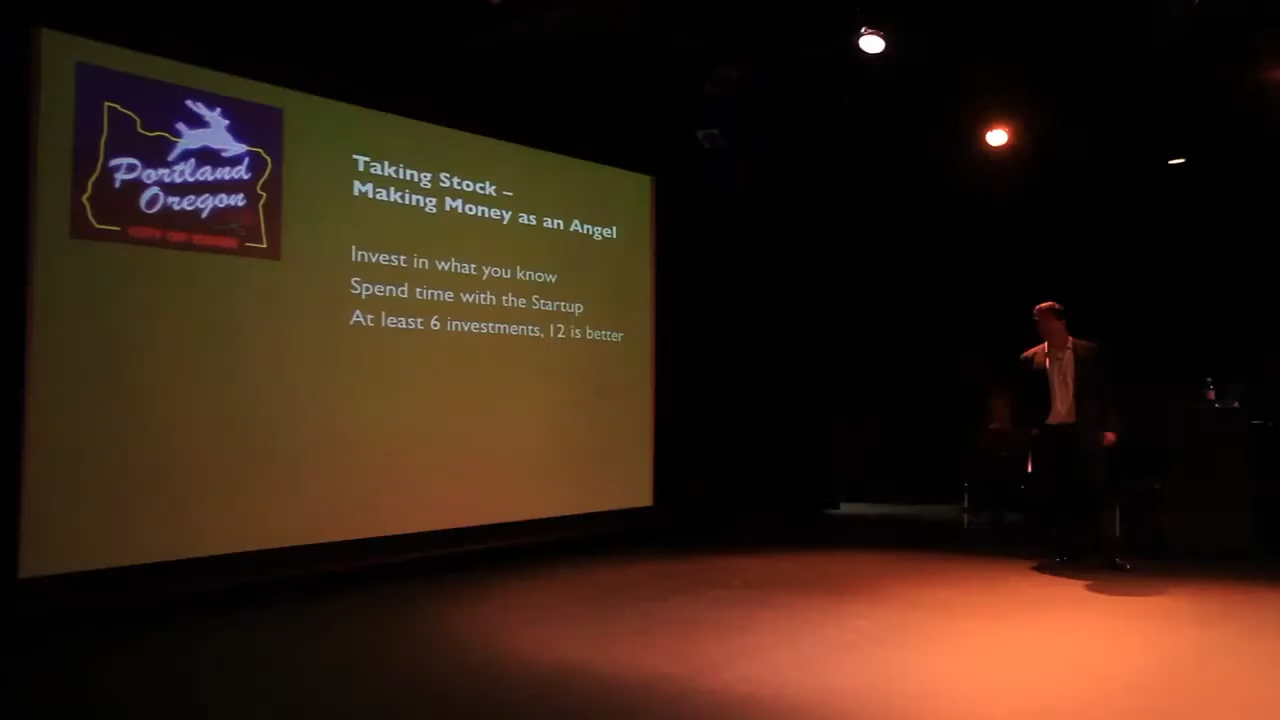 Portland
Oregon
Taking Stock –
Making Money as an Angel
Invest in what you know
Spend time with the Startup
At least 6 investments, 12 is better